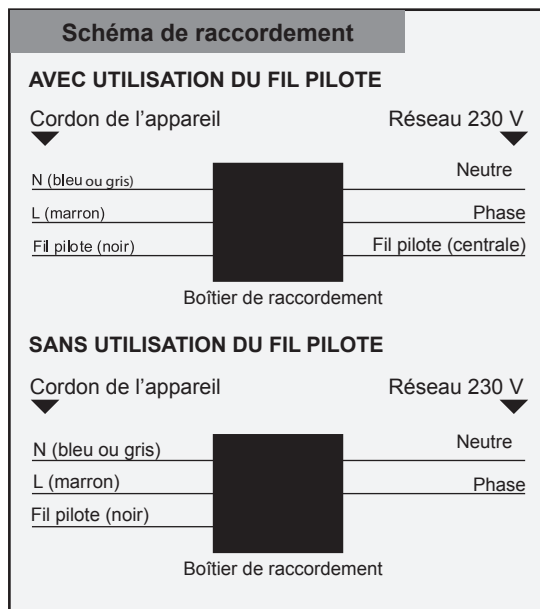 Schéma de raccordement
AVEC UTILISATION DU FIL PILOTE
Cordon de l’appareil Réseau 230 V
N (bleu ou gris) Neutre
L (marron) Phase
Fil pilote (noir) Fil pilote (centrale)
Boîtier de raccordement
SANS UTILISATION DU FIL PILOTE
Cordon de l’appareil Réseau 230 V
N (bleu ou gris) Neutre
L (marron) Phase
Fil pilote (noir)
Boîtier de raccordement